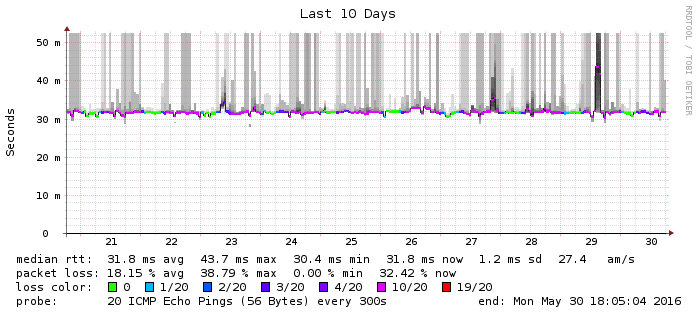 Last 10 Days
RRDTOOL / TOBI OETIKER
Seconds
50 m
40 m
30 m
20 m
10 m
0
21 22 23 24 25 26 27 28 29 30
median rtt: 31.8 ms avg 43.7 ms max 30.4 ms min 31.8 ms now 1.2 ms sd 27.4 am/s
packet loss: 18.15 % avg 38.79 % max 0.00 % min 32.42 % now
loss color: 0 1/20 2/20 3/20 4/20 10/20 19/20
probe: 20 ICMP Echo Pings (56 Bytes) every 300s end: Mon May 30 18:05:04 2016